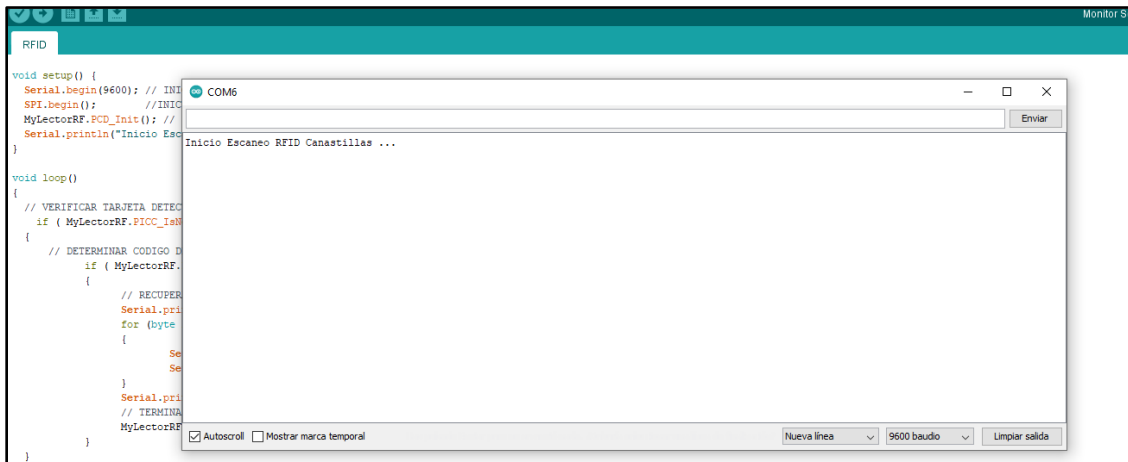 Monitor S
RFID
void setup() {
Serial.begin(9600); // INI
SPI.begin(); //INIC
MyLectorRF.PCD_Init(); //
Serial.println("Inicio Esc
}
void loop()
{
// VERIFICAR TARJETA DETEC
if ( MyLectorRF.PICC_IsN
{
// DETERMINAR CODIGO D
if ( MyLectorRF.
{
// RECUPER
Serial.pri
for (byte
{
Se
Se
}
Serial.pri
// TERMINA
MyLectorRF
}
}
COM6
Enviar
Inicio Escaneo RFID Canastillas ...
Autoscroll Mostrar marca temporal Nueva línea 9600 baudio Limpiar salida